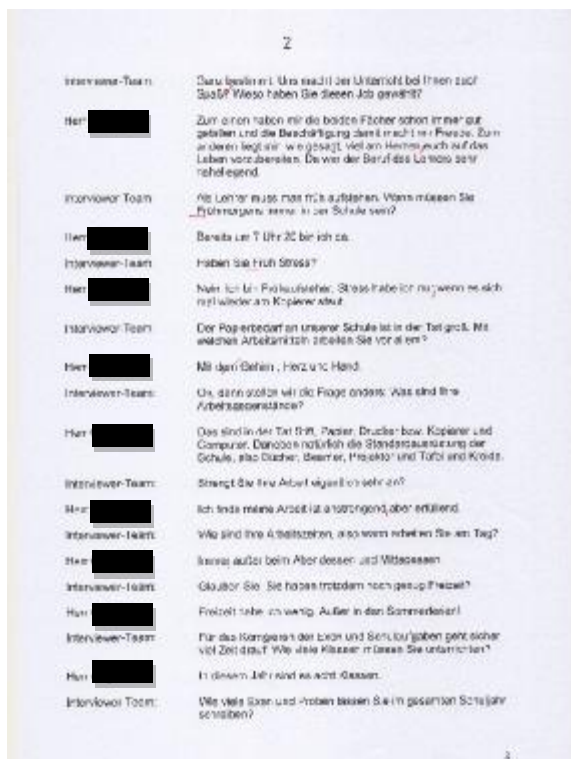 2
Interviewer-Team: Ganz bestimmt. Uns macht der Unterricht bei Ihnen auch
Spaß? Wieso haben Sie diesen Job gewählt?
Herr Zum einen haben mir die beiden Fächer schon immer gut
gefallen und die Beschäftigung damit macht mir Freude. Zum
anderen liegt mir, wie gesagt, viel am Herzen, euch auf das
Leben vorzubereiten. Da war der Beruf des Lehrers sehr
naheliegend.
Interviewer-Team: Als Lehrer muss man früh aufstehen. Wann müssen Sie
Frühmorgens immer in der Schule sein?
Herr Bereits um 7 Uhr 20 bin ich da.
Interviewer-Team: Haben Sie Früh Stress?
Herr Nein, ich bin Frühaufsteher. Stress habe ich nur, wenn es sich
mal wieder am Kopierer staut.
Interviewer-Team: Der Papierbedarf an unserer Schule ist in der Tat groß. Mit
welchen Arbeitsmitteln arbeiten Sie vor allem?
Herr Mit dem Gehirn, Herz und Hand.
Interviewer-Team: Ok, dann stellen wir die Frage anders: Was sind Ihre
Arbeitsgegenstände?
Herr Das sind in der Tat Stift, Papier, Drucker bzw. Kopierer und
Computer. Daneben natürlich die Standardausrüstung der
Schule, also Bücher, Beamer, Projektor und Tafel und Kreide.
Interviewer-Team: Strengt Sie Ihre Arbeit eigentlich sehr an?
Herr Ich finde meine Arbeit ist anstrengend, aber erfüllend.
Interviewer-Team: Wie sind Ihre Arbeitszeiten, also wann arbeiten Sie am Tag?
Herr Immer außer beim Abendessen und Mittagessen.
Interviewer-Team: Glauben Sie, Sie haben trotzdem noch genug Freizeit?
Herr Freizeit habe ich wenig. Außer in den Sommerferien!
Interviewer-Team: Für das Korrigieren der Exen und Schulaufgaben geht sicher
viel Zeit drauf. Wie viele Klassen müssen Sie unterrichten?
Herr In diesem Jahr sind es acht Klassen.
Interviewer-Team: Wie viele Exen und Proben lassen Sie im gesamten Schuljahr
schreiben?
3